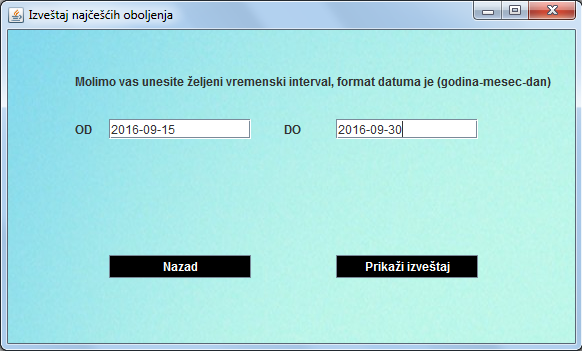 Izveštaj najčešćih oboljenja
Molimo vas unesite željeni vremenski interval, format datuma je (godina-mesec-dan)
OD 2016-09-15 DO 2016-09-30
Nazad Prikaži izveštaj